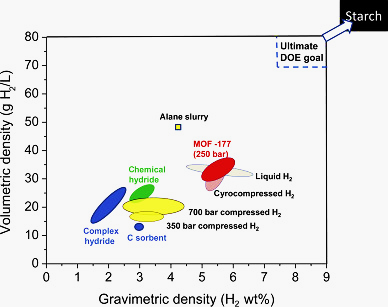 Starch
80
70
60
50
40
30
20
10
0
Volumetric density (g H₂/L)
Ultimate
DOE goal
Alane slurry
MOF -177
(250 bar)
Chemical
hydride
Liquid H₂
Cyrocompressed H₂
700 bar compressed H₂
350 bar compressed H₂
Complex
hydride
C sorbent
0 1 2 3 4 5 6 7 8 9
Gravimetric density (H₂ wt%)